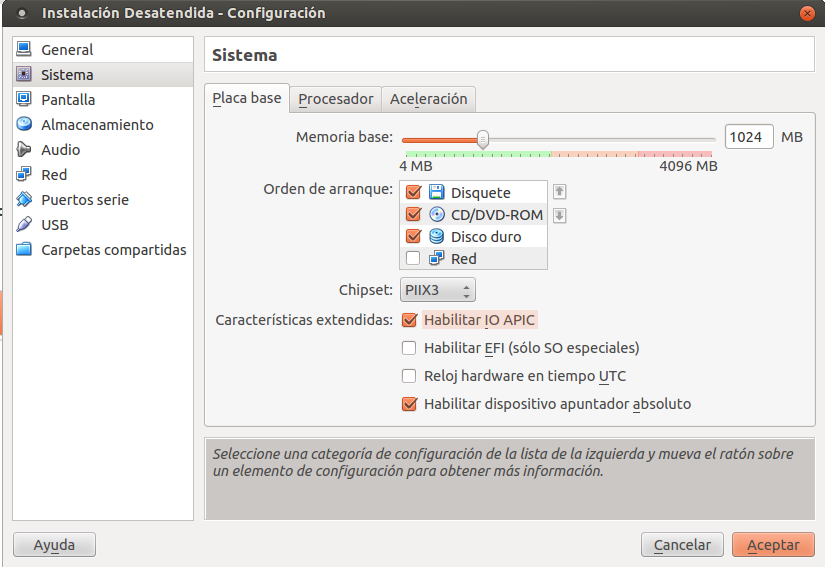 Instalación Desatendida - Configuración
General
Sistema
Pantalla
Almacenamiento
Audio
Red
Puertos serie
USB
Carpetas compartidas
Sistema
Placa base
Procesador
Aceleración
Memoria base:
1024 MB
4 MB
4096 MB
Orden de arranque:
Disquete
CD/DVD-ROM
Disco duro
Red
Chipset: PIIX3
Características extendidas:
Habilitar IO APIC
Habilitar EFI (sólo SO especiales)
Reloj hardware en tiempo UTC
Habilitar dispositivo apuntador absoluto
Seleccione una categoría de configuración de la lista de la izquierda y mueva el ratón sobre
un elemento de configuración para obtener más información.
Ayuda
Cancelar
Aceptar